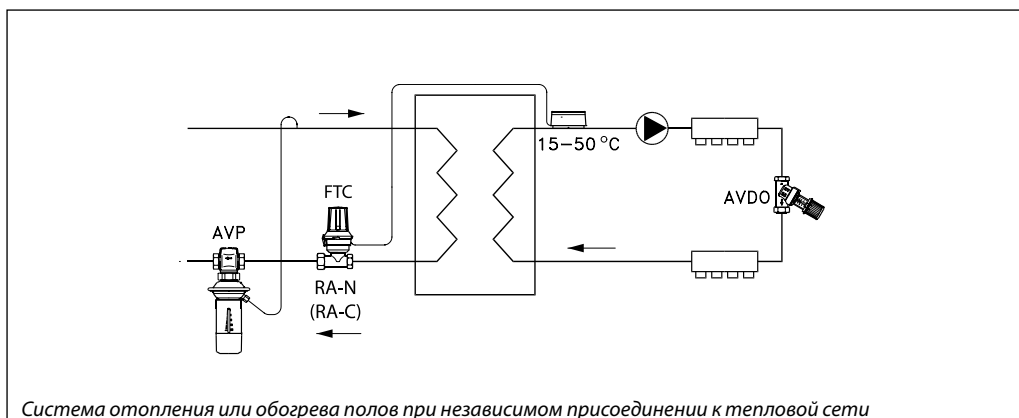 15–50 °C
FTC
AVDO
AVP
RA-N
(RA-C)
Система отопления или обогрева полов при независимом присоединении к тепловой сети